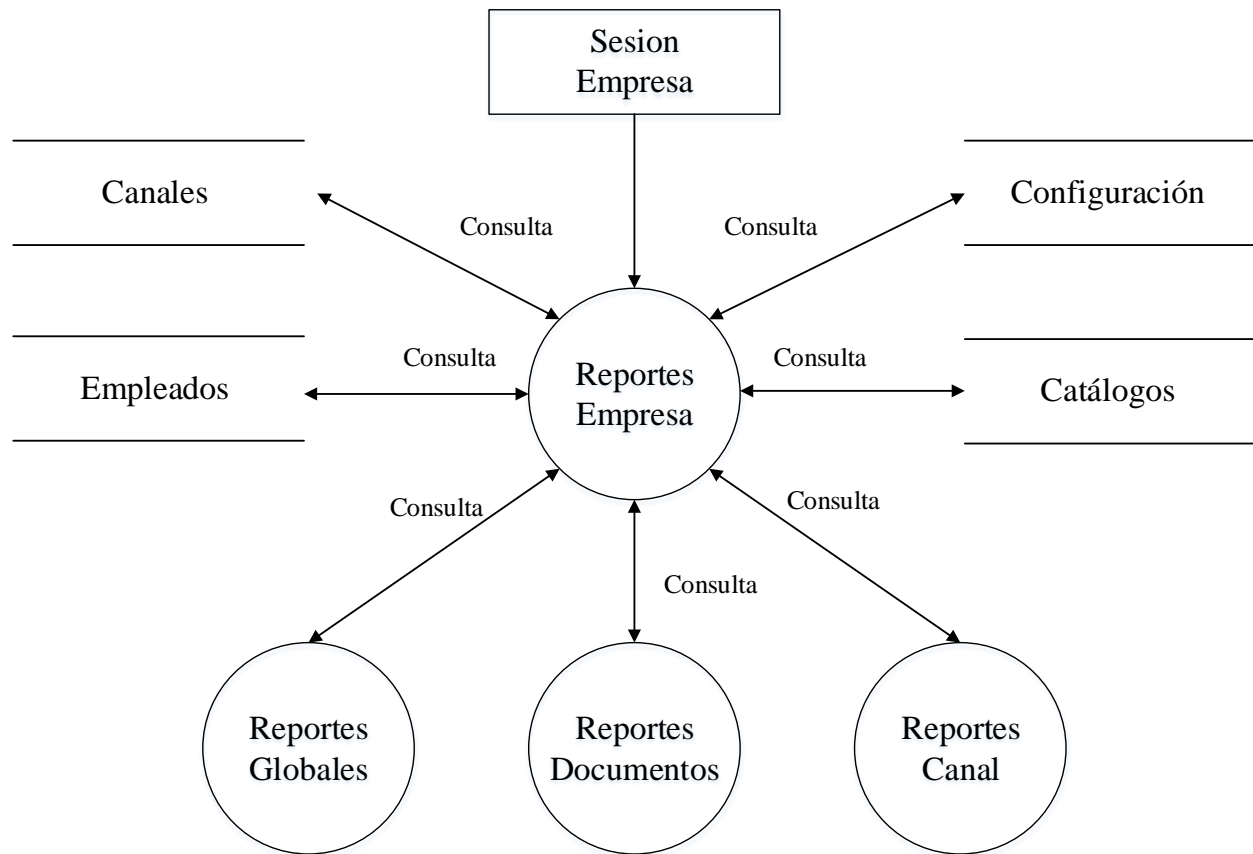 Sesion
Empresa
Canales
Consulta
Consulta
Configuración
Empleados
Consulta
Reportes
Empresa
Consulta
Catálogos
Consulta
Consulta
Consulta
Reportes
Globales
Reportes
Documentos
Reportes
Canal